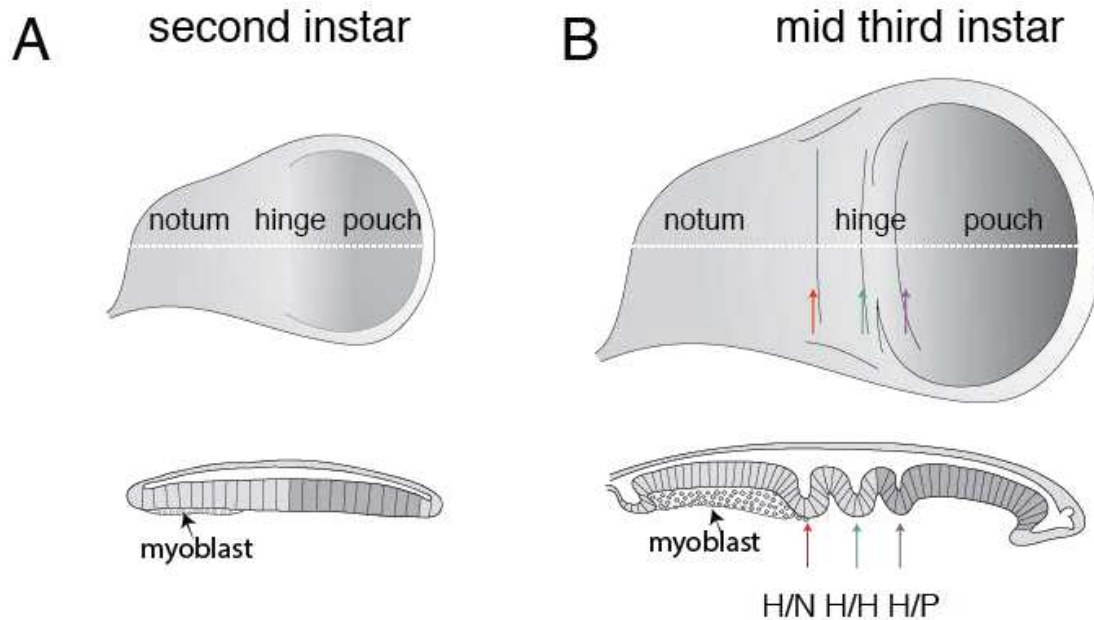 A second instar
notum hinge pouch
myoblast
B mid third instar
notum hinge pouch
myoblast
H/N H/H H/P